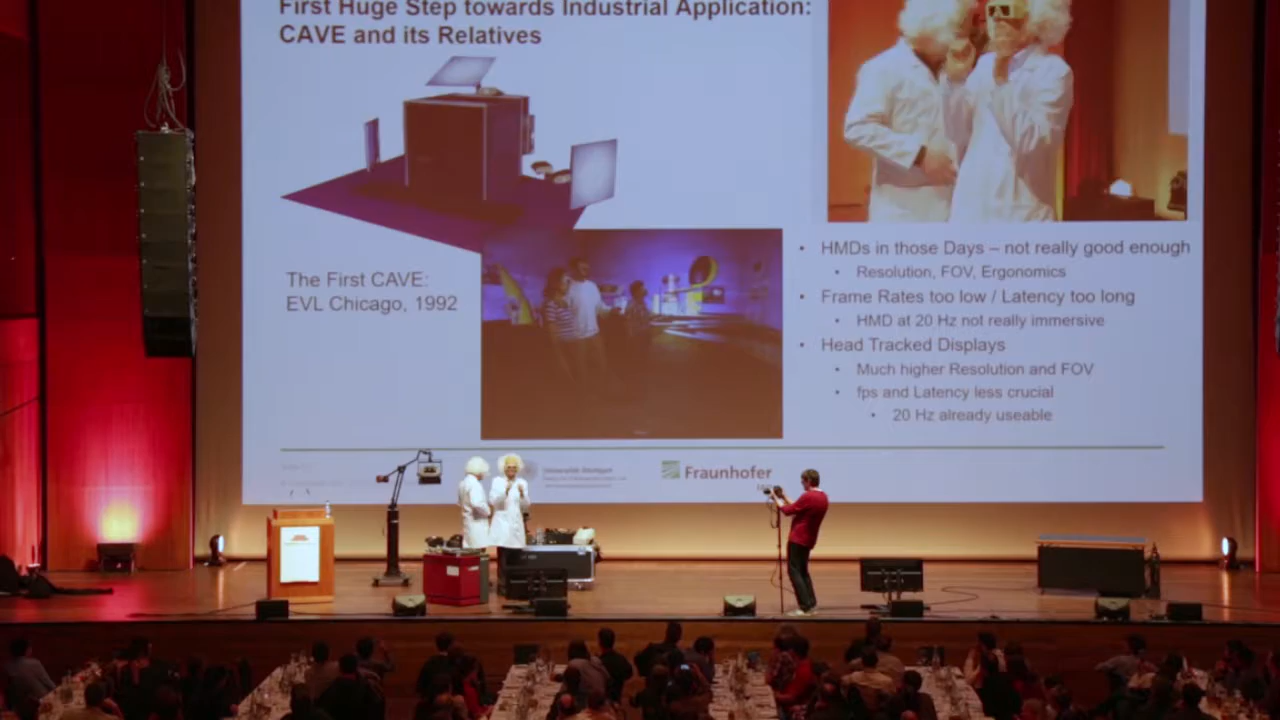 First Huge Step towards Industrial Application:
CAVE and its Relatives
The First CAVE:
EVL Chicago, 1992
• HMDs in those Days – not really good enough
• Resolution, FOV, Ergonomics
• Frame Rates too low / Latency too long
• HMD at 20 Hz not really immersive
• Head Tracked Displays
• Much higher Resolution and FOV
• fps and Latency less crucial
• 20 Hz already useable
Universität Stuttgart
Fraunhofer